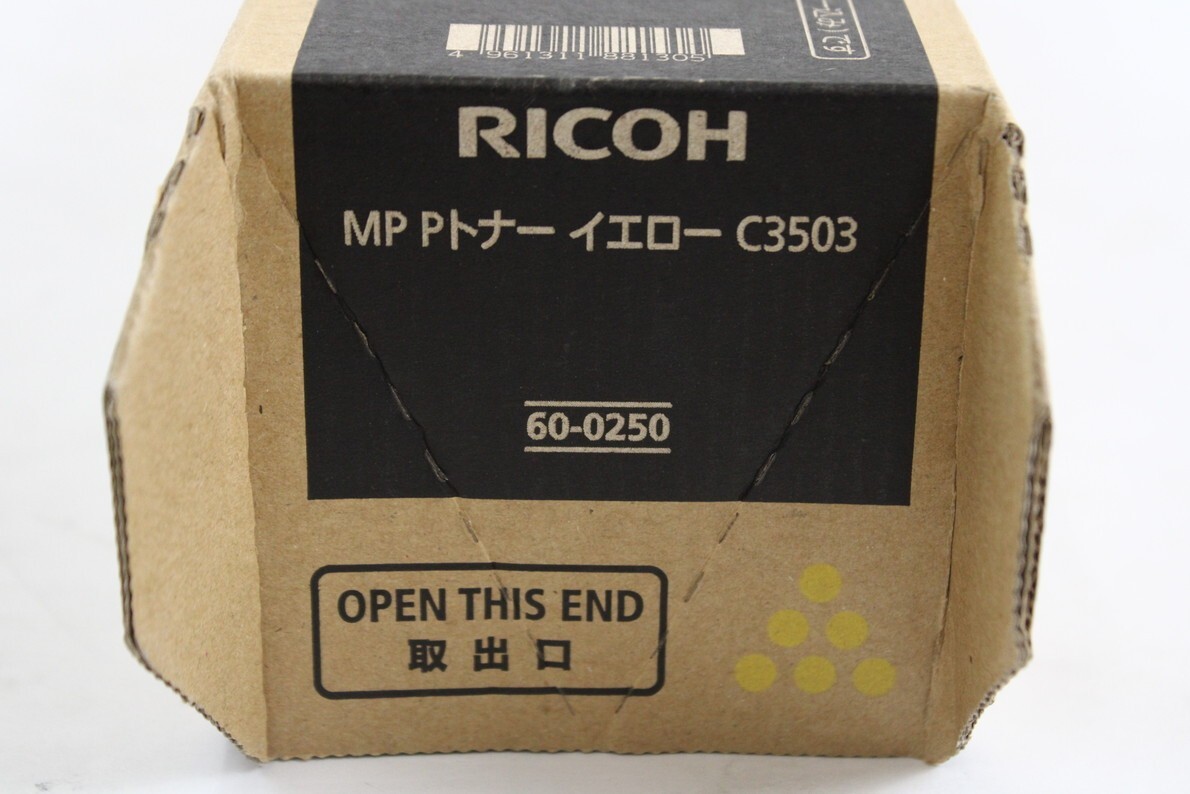 4 961311 881305
RICOH
MP Pトナー イエロー C3503
60-0250
OPEN THIS END
取出口